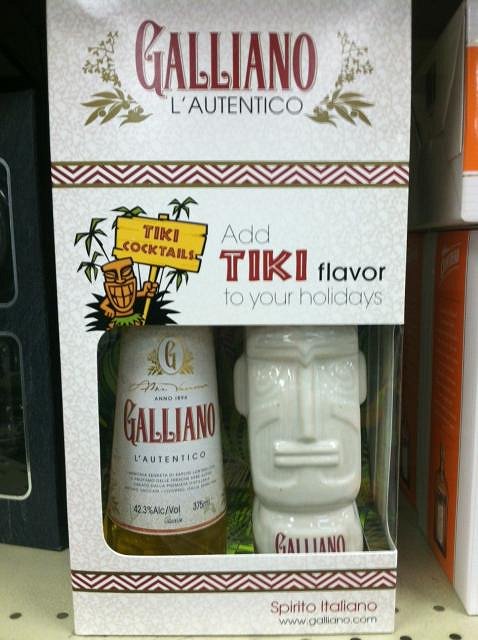 GALLIANO
L'AUTENTICO
TIKI
COCKTAILS
Add
TIKI flavor
to your holidays
G
ANNO 1896
GALLIANO
L'AUTENTICO
42.3%Alc/Vol 375ml
GALLIANO
Spirito Italiano
www.galliano.com